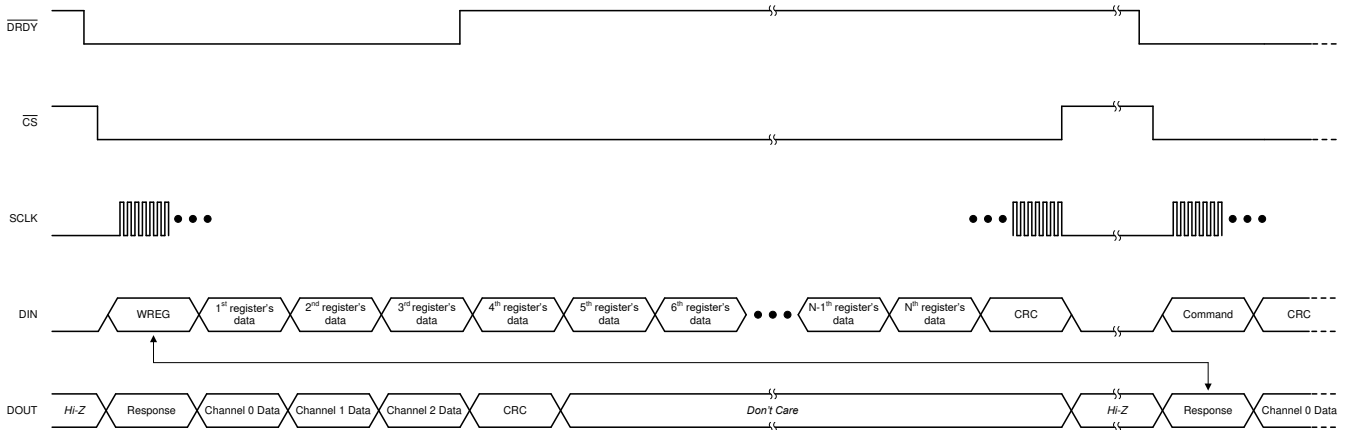 DRDY
CS
SCLK
DIN
WREG
1st register's
data
2nd register's
data
3rd register's
data
4th register's
data
5th register's
data
6th register's
data
N-1th register's
data
Nth register's
data
CRC
Command
CRC
DOUT
Hi-Z
Response
Channel 0 Data
Channel 1 Data
Channel 2 Data
CRC
Don't Care
Hi-Z
Response
Channel 0 Data